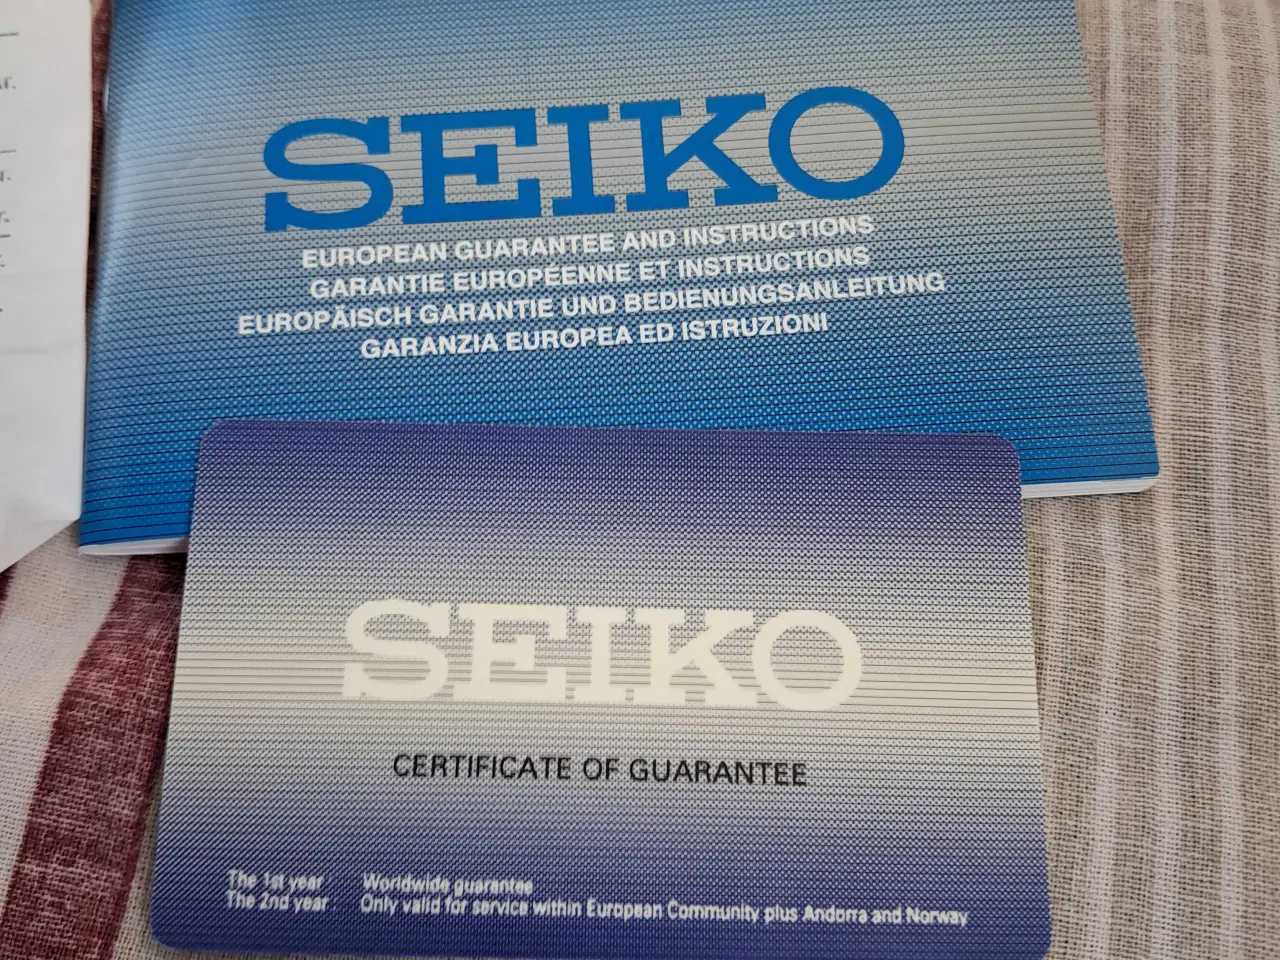 SEIKO
EUROPEAN GUARANTEE AND INSTRUCTIONS
GARANTIE EUROPÉENNE ET INSTRUCTIONS
EUROPÄISCH GARANTIE UND BEDIENUNGSANLEITUNG
GARANZIA EUROPEA ED ISTRUZIONI
SEIKO
CERTIFICATE OF GUARANTEE
The 1st year Worldwide guarantee
The 2nd year Only valid for service within European Community plus Andorra and Norway